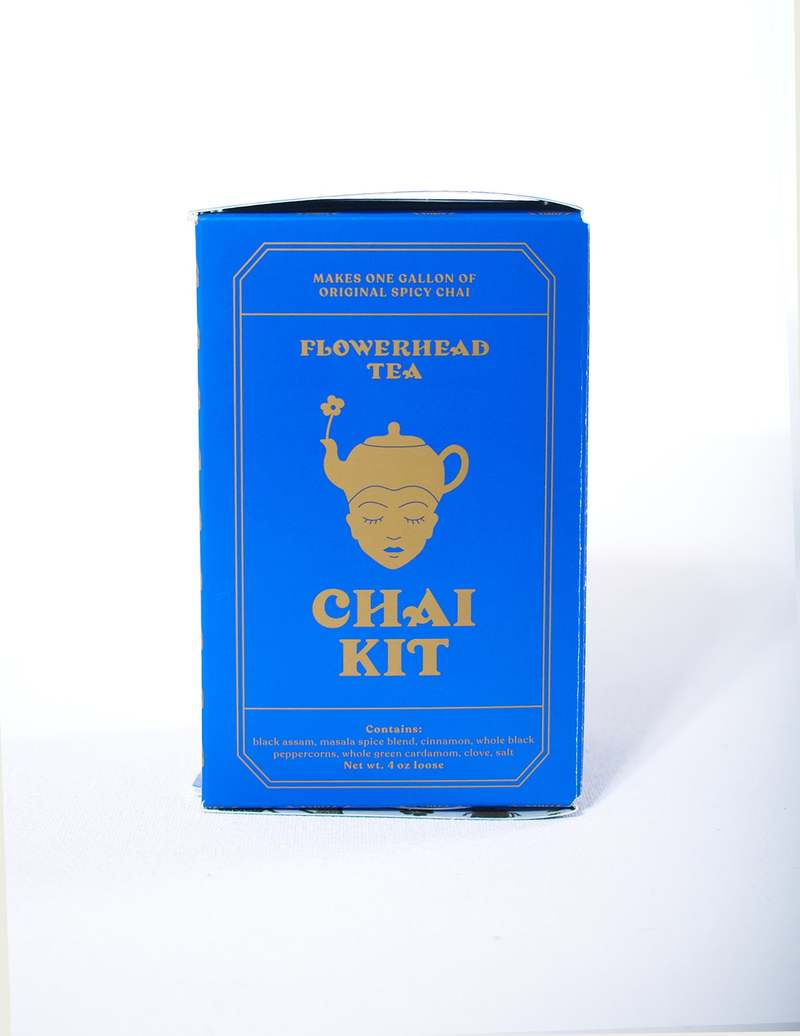 MAKES ONE GALLON OF
ORIGINAL SPICY CHAI
FLOWERHEAD
TEA
CHAI
KIT
Contains:
black assam, masala spice blend, cinnamon, whole black
peppercorns, whole green cardamom, clove, salt
Net wt. 4 oz loose